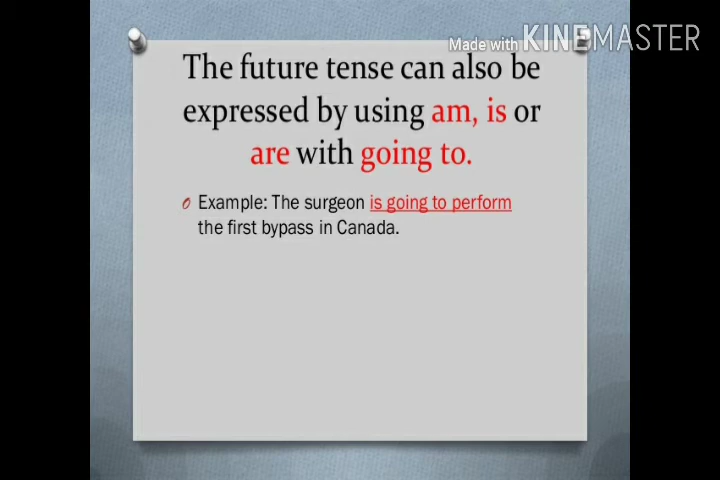 Made with KINEMASTER
The future tense can also be
expressed by using am, is or
are with going to.
Example: The surgeon is going to perform
the first bypass in Canada.